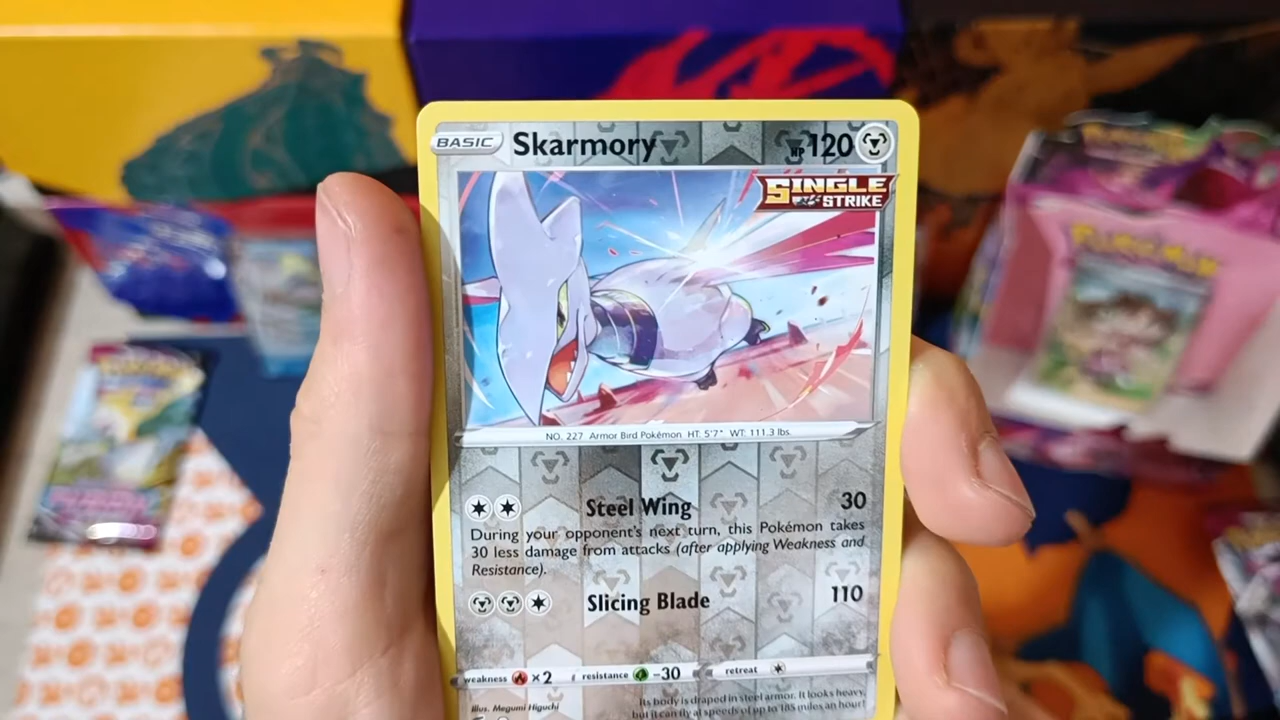 BASIC Skarmory HP 120
SINGLE
STRIKE
NO. 227 Armor Bird Pokémon HT: 5'7" WT: 111.3 lbs.
Steel Wing 30
During your opponent's next turn, this Pokémon takes
30 less damage from attacks (after applying Weakness and
Resistance).
Slicing Blade 110
weakness ×2 resistance -30 retreat
Its body is draped in steel armor. It looks heavy,
Illus. Megumi Higuchi
but it can fly at speeds of up to 185 miles an hour!
POKÉMON